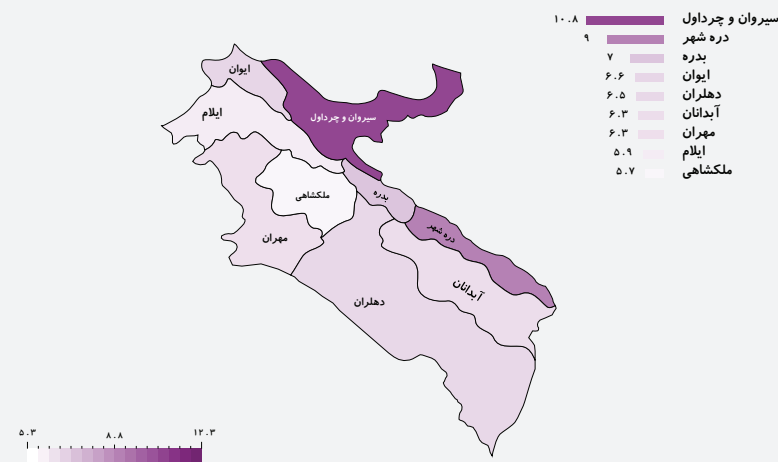 سیروان و چرداول ۱۰.۸
دره شهر ۹
بدره ۷
ایوان ۶.۶
دهلران ۶.۵
آبدانان ۶.۳
مهران ۶.۳
ایلام ۵.۹
ملکشاهی ۵.۷
ایوان
ایلام
سیروان و چرداول
ملکشاهی
بدره
دره شهر
مهران
آبدانان
دهلران
۵.۳ ۸.۸ ۱۲.۳